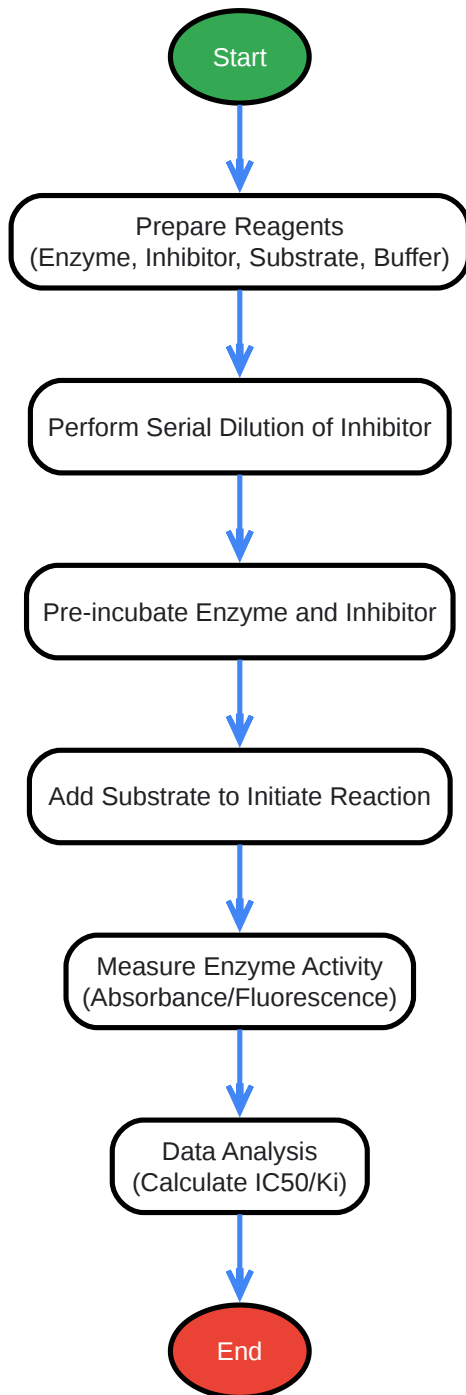 Start
Prepare Reagents
(Enzyme, Inhibitor, Substrate, Buffer)
Perform Serial Dilution of Inhibitor
Pre-incubate Enzyme and Inhibitor
Add Substrate to Initiate Reaction
Measure Enzyme Activity
(Absorbance/Fluorescence)
Data Analysis
(Calculate IC50/Ki)
End